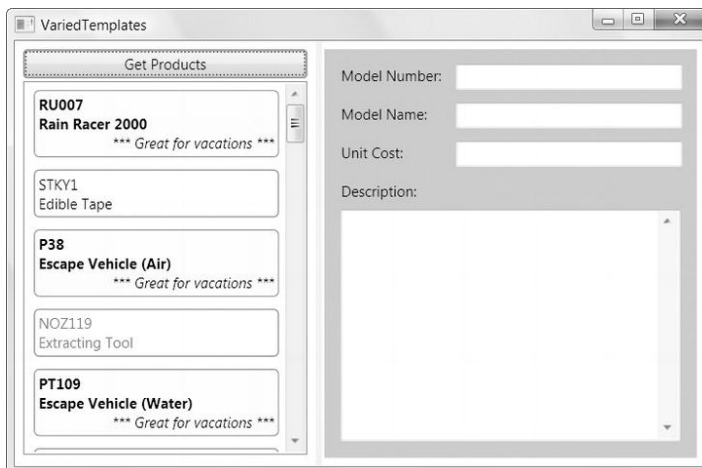 VariedTemplates
Get Products
RU007
Rain Racer 2000
*** Great for vacations ***
STKY1
Edible Tape
P38
Escape Vehicle (Air)
*** Great for vacations ***
NOZ119
Extracting Tool
PT109
Escape Vehicle (Water)
*** Great for vacations ***
Model Number:
Model Name:
Unit Cost:
Description: